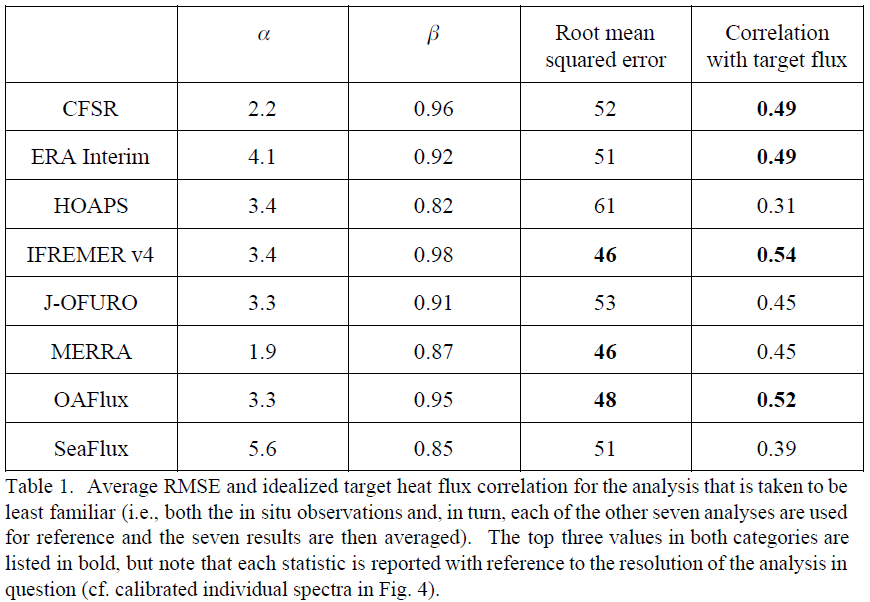 α β Root mean squared error Correlation with target flux
CFSR 2.2 0.96 52 0.49
ERA Interim 4.1 0.92 51 0.49
HOAPS 3.4 0.82 61 0.31
IFREMER v4 3.4 0.98 46 0.54
J-OFURO 3.3 0.91 53 0.45
MERRA 1.9 0.87 46 0.45
OAFlux 3.3 0.95 48 0.52
SeaFlux 5.6 0.85 51 0.39
Table 1. Average RMSE and idealized target heat flux correlation for the analysis that is taken to be
least familiar (i.e., both the in situ observations and, in turn, each of the other seven analyses are used
for reference and the seven results are then averaged). The top three values in both categories are
listed in bold, but note that each statistic is reported with reference to the resolution of the analysis in
question (cf. calibrated individual spectra in Fig. 4).